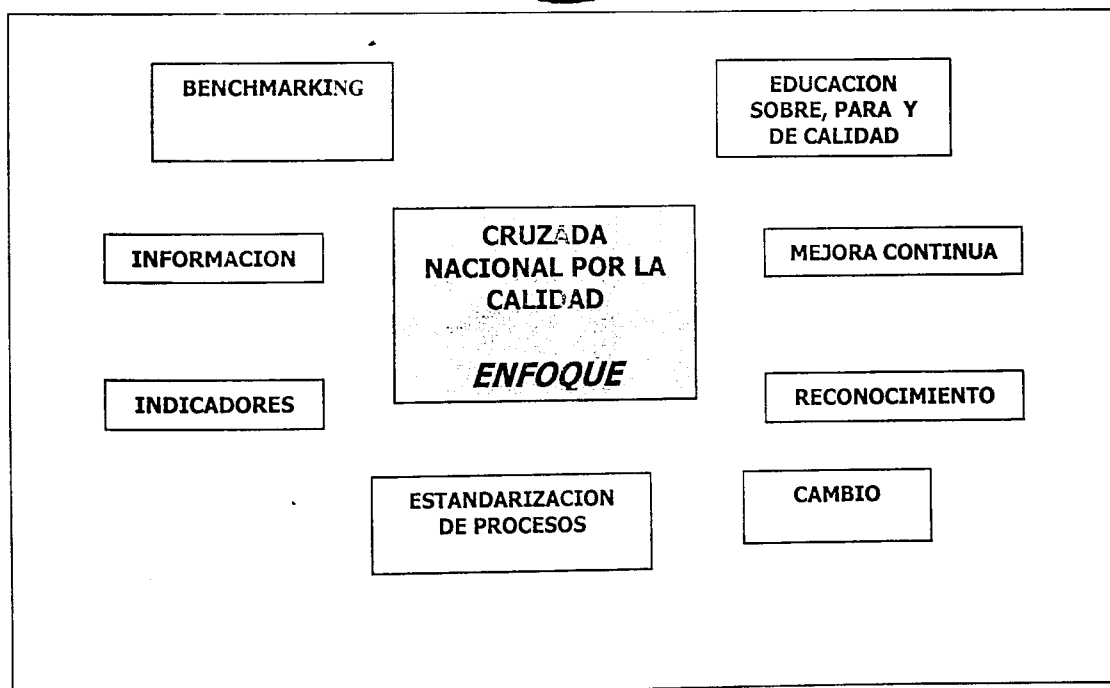 BENCHMARKING
EDUCACION
SOBRE, PARA Y
DE CALIDAD
CRUZADA
NACIONAL POR LA
CALIDAD
ENFOQUE
INFORMACION
MEJORA CONTINUA
INDICADORES
RECONOCIMIENTO
ESTANDARIZACION
DE PROCESOS
CAMBIO